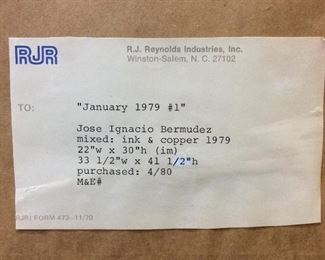 RJR
R.J. Reynolds Industries, Inc.
Winston-Salem, N. C. 27102
TO:
"January 1979 #1"
Jose Ignacio Bermudez
mixed: ink & copper 1979
22"w x 30"h (im)
33 1/2"w x 41 1/2"h
purchased: 4/80
M&E#
RJR FORM 473-11/70